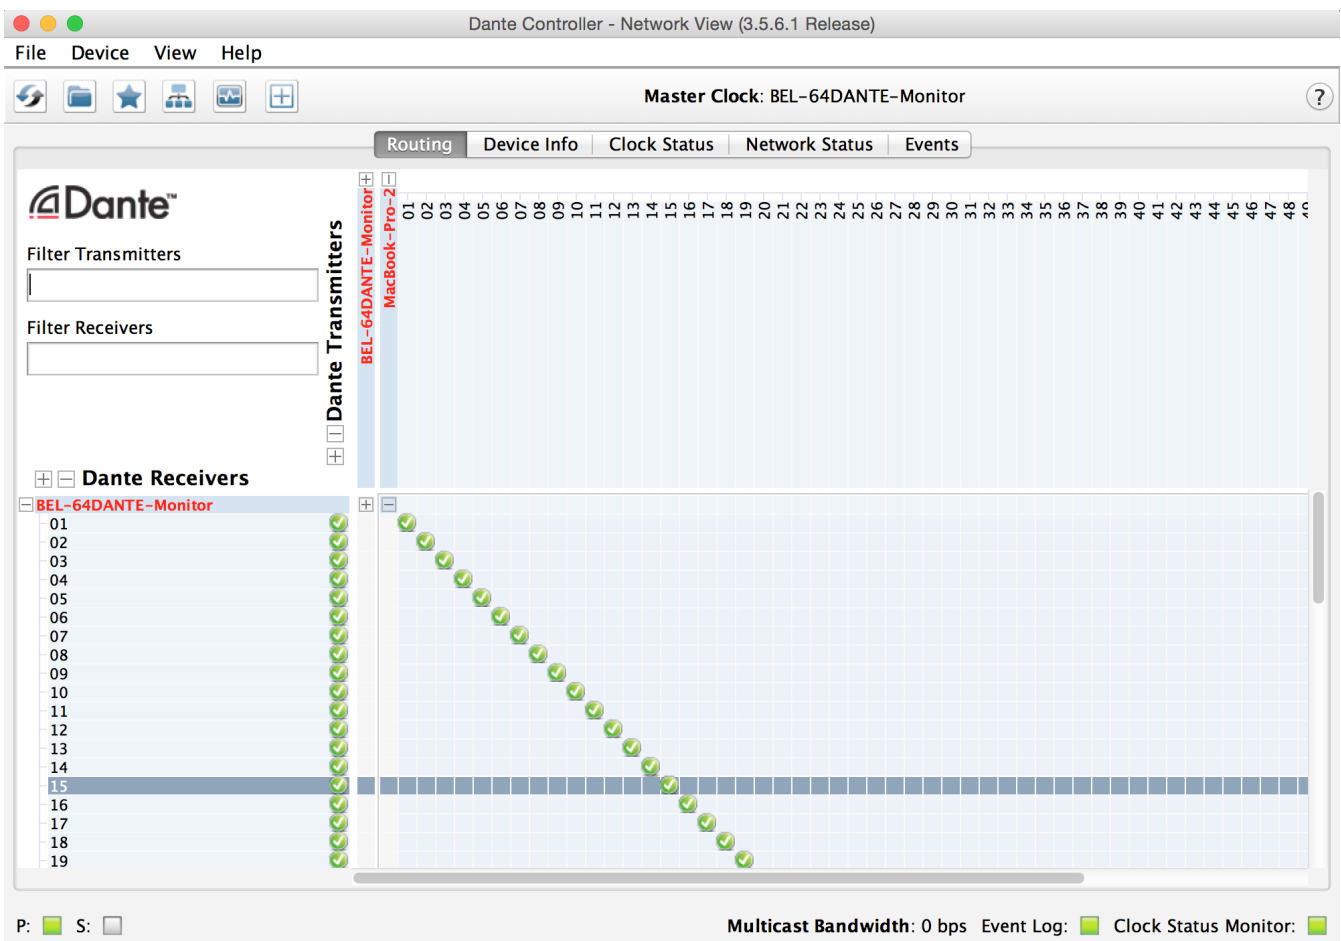 Dante Controller - Network View (3.5.6.1 Release)
File Device View Help
Master Clock: BEL-64DANTE-Monitor
?
Routing Device Info Clock Status Network Status Events
Dante™
Filter Transmitters
Filter Receivers
Dante Transmitters
BEL-64DANTE-Monitor
MacBook-Pro-2
01 02 03 04 05 06 07 08 09 10 11 12 13 14 15 16 17 18 19 20 21 22 23 24 25 26 27 28 29 30 31 32 33 34 35 36 37 38 39 40 41 42 43 44 45 46 47 48
Dante Receivers
BEL-64DANTE-Monitor
01
02
03
04
05
06
07
08
09
10
11
12
13
14
15
16
17
18
19
P: S: Multicast Bandwidth: 0 bps Event Log: Clock Status Monitor: